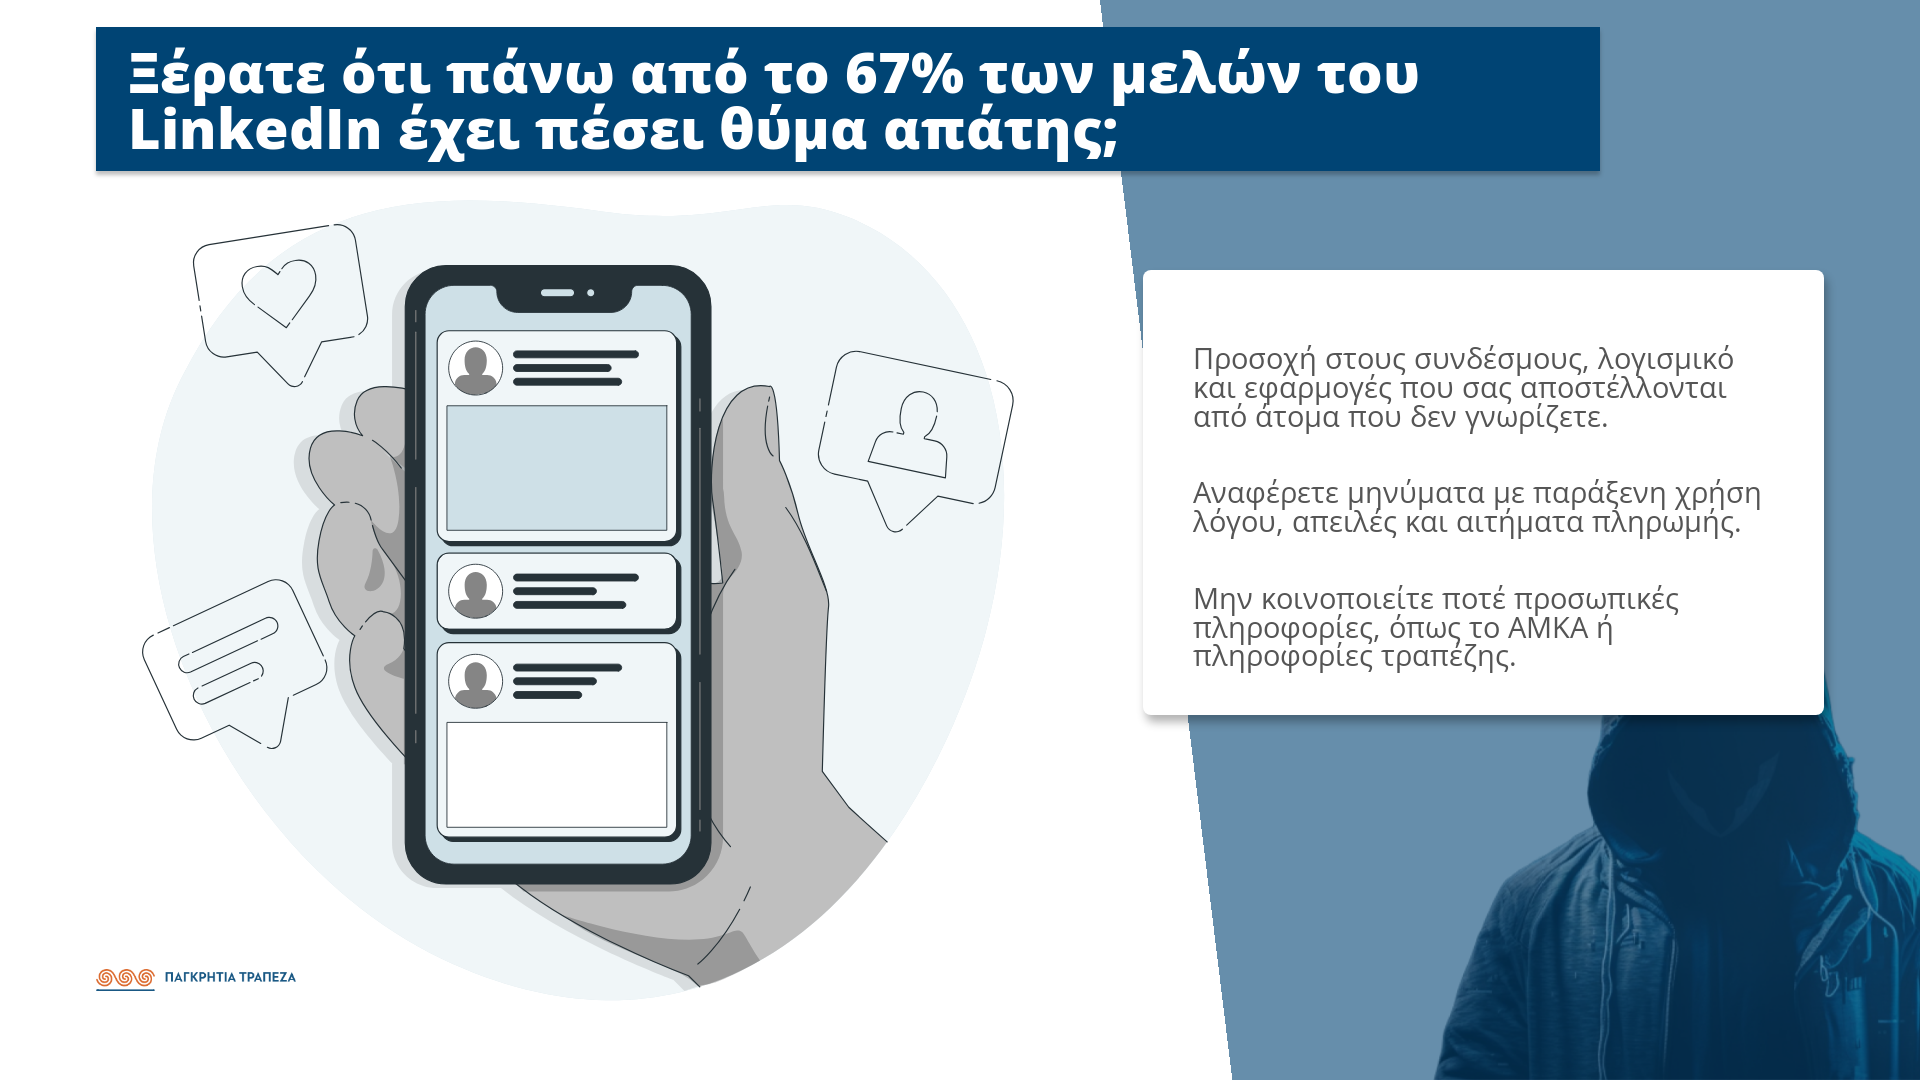 Ξέρατε ότι πάνω από το 67% των μελών του
LinkedIn έχει πέσει θύμα απάτης;
Προσοχή στους συνδέσμους, λογισμικό
και εφαρμογές που σας αποστέλλονται
από άτομα που δεν γνωρίζετε.
Αναφέρετε μηνύματα με παράξενη χρήση
λόγου, απειλές και αιτήματα πληρωμής.
Μην κοινοποιείτε ποτέ προσωπικές
πληροφορίες, όπως το ΑΜΚΑ ή
πληροφορίες τραπέζης.
ΠΑΓΚΡΗΤΙΑ ΤΡΑΠΕΖΑ